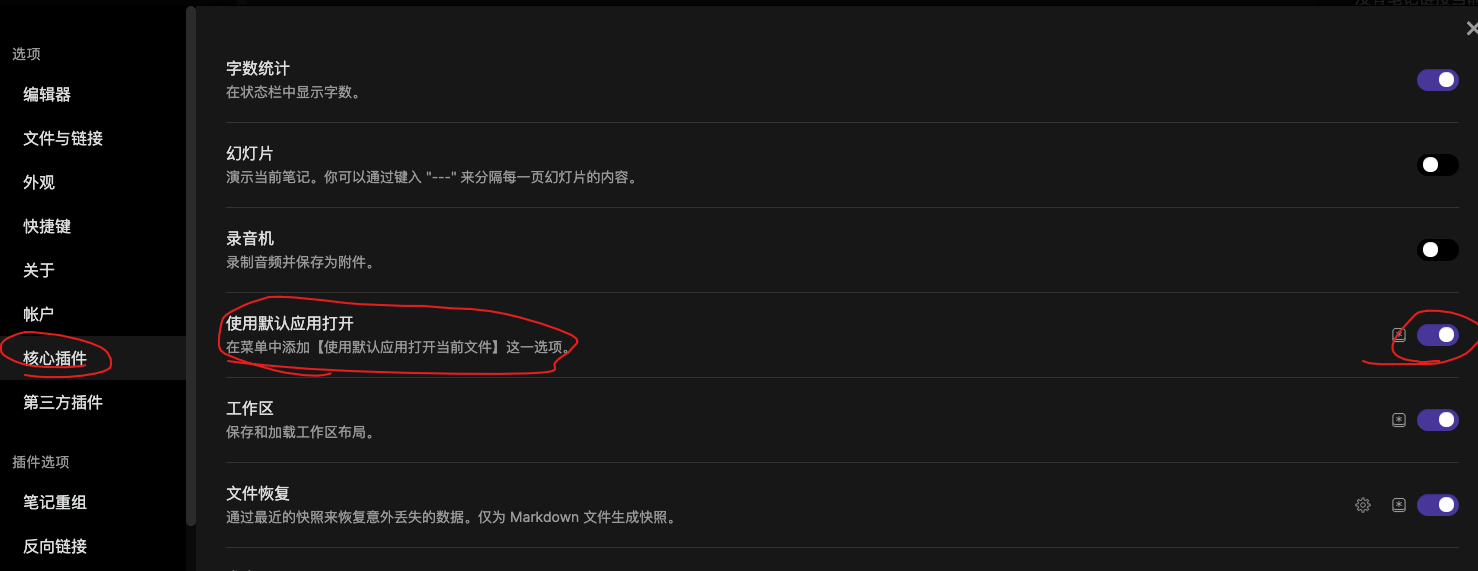 选项
编辑器
文件与链接
外观
快捷键
关于
帐户
核心插件
第三方插件
插件选项
笔记重组
反向链接
字数统计
在状态栏中显示字数。
幻灯片
演示当前笔记。你可以通过键入 "---" 来分隔每一页幻灯片的内容。
录音机
录制音频并保存为附件。
使用默认应用打开
在菜单中添加【使用默认应用打开当前文件】这一选项。
工作区
保存和加载工作区布局。
文件恢复
通过最近的快照来恢复意外丢失的数据。仅为 Markdown 文件生成快照。